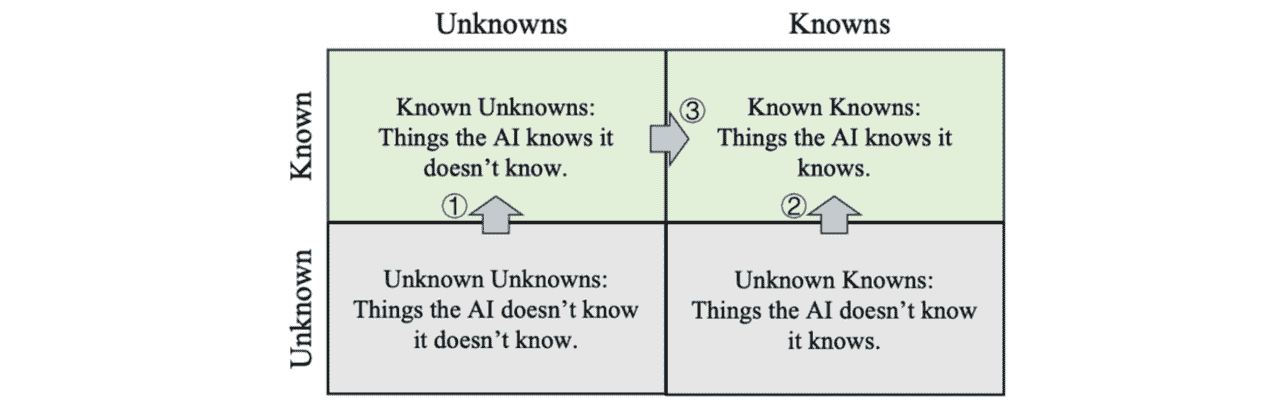 Unknowns
Knowns
Known
Known Unknowns:
Things the AI knows it
doesn’t know.
③
Known Knowns:
Things the AI knows it
knows.
①
②
Unknown
Unknown Unknowns:
Things the AI doesn’t know
it doesn’t know.
Unknown Knowns:
Things the AI doesn’t know
it knows.